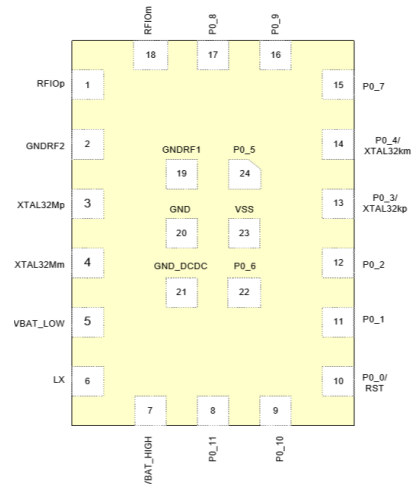 RFIOm
P0_8
P0_9
18
17
16
RFIOp
1
15
P0_7
GNDRF2
2
14
P0_4/
XTAL32km
GNDRF1
P0_5
19
24
XTAL32Mp
3
13
P0_3/
XTAL32kp
GND
VSS
20
23
XTAL32Mm
4
12
P0_2
GND_DCDC
P0_6
21
22
VBAT_LOW
5
11
P0_1
LX
6
10
P0_0/
RST
7
8
9
/BAT_HIGH
P0_11
P0_10